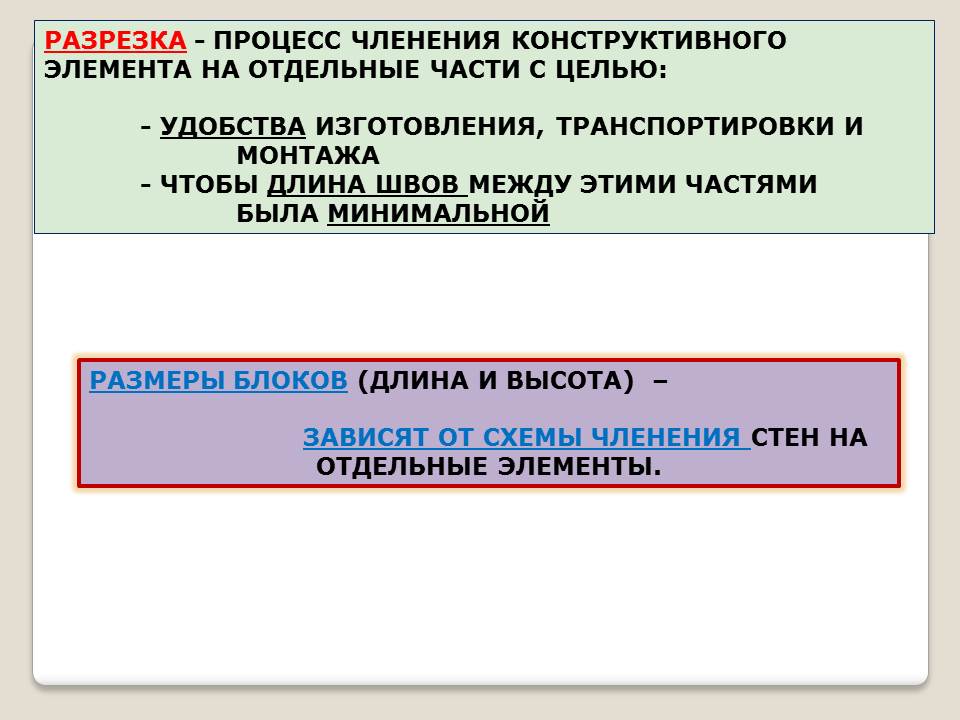 РАЗРЕЗКА - ПРОЦЕСС ЧЛЕНЕНИЯ КОНСТРУКТИВНОГО
ЭЛЕМЕНТА НА ОТДЕЛЬНЫЕ ЧАСТИ С ЦЕЛЬЮ:
- УДОБСТВА ИЗГОТОВЛЕНИЯ, ТРАНСПОРТИРОВКИ И
МОНТАЖА
- ЧТОБЫ ДЛИНА ШВОВ МЕЖДУ ЭТИМИ ЧАСТЯМИ
БЫЛА МИНИМАЛЬНОЙ
РАЗМЕРЫ БЛОКОВ (ДЛИНА И ВЫСОТА) –
ЗАВИСЯТ ОТ СХЕМЫ ЧЛЕНЕНИЯ СТЕН НА
ОТДЕЛЬНЫЕ ЭЛЕМЕНТЫ.